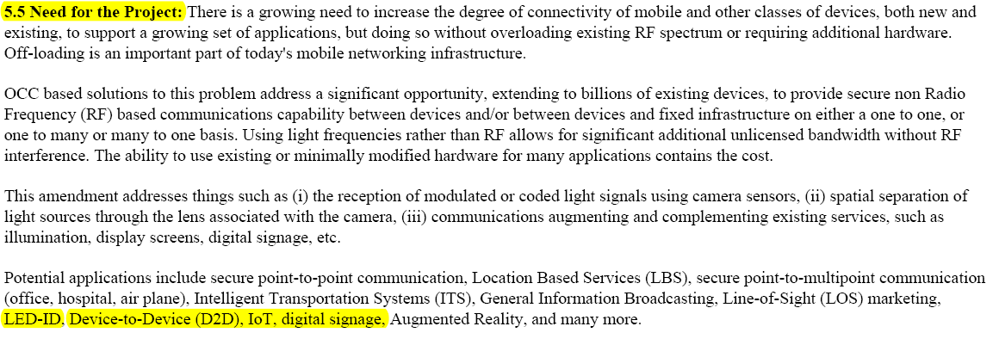 5.5 Need for the Project: There is a growing need to increase the degree of connectivity of mobile and other classes of devices, both new and
existing, to support a growing set of applications, but doing so without overloading existing RF spectrum or requiring additional hardware.
Off-loading is an important part of today's mobile networking infrastructure.
OCC based solutions to this problem address a significant opportunity, extending to billions of existing devices, to provide secure non Radio
Frequency (RF) based communications capability between devices and/or between devices and fixed infrastructure on either a one to one, or
one to many or many to one basis. Using light frequencies rather than RF allows for significant additional unlicensed bandwidth without RF
interference. The ability to use existing or minimally modified hardware for many applications contains the cost.
This amendment addresses things such as (i) the reception of modulated or coded light signals using camera sensors, (ii) spatial separation of
light sources through the lens associated with the camera, (iii) communications augmenting and complementing existing services, such as
illumination, display screens, digital signage, etc.
Potential applications include secure point-to-point communication, Location Based Services (LBS), secure point-to-multipoint communication
(office, hospital, air plane), Intelligent Transportation Systems (ITS), General Information Broadcasting, Line-of-Sight (LOS) marketing,
LED-ID, Device-to-Device (D2D), IoT, digital signage, Augmented Reality, and many more.